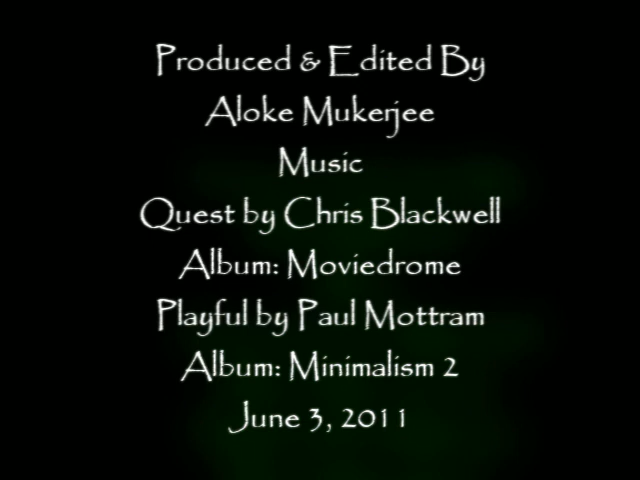 Produced & Edited By
Aloke Mukerjee
Music
Quest by Chris Blackwell
Album: Moviedrome
Playful by Paul Mottram
Album: Minimalism 2
June 3, 2011